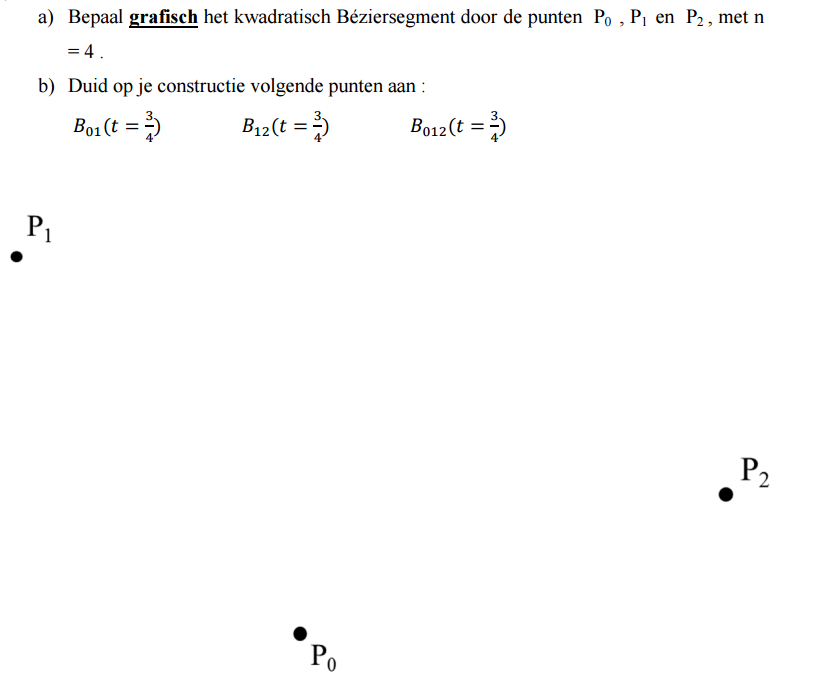 a) Bepaal grafisch het kwadratisch Béziersegment door de punten P₀ , P₁ en P₂ , met n
= 4 .
b) Duid op je constructie volgende punten aan :
B₀₁(t = 3/4) B₁₂(t = 3/4) B₀₁₂(t = 3/4)
P₁
P₂
P₀